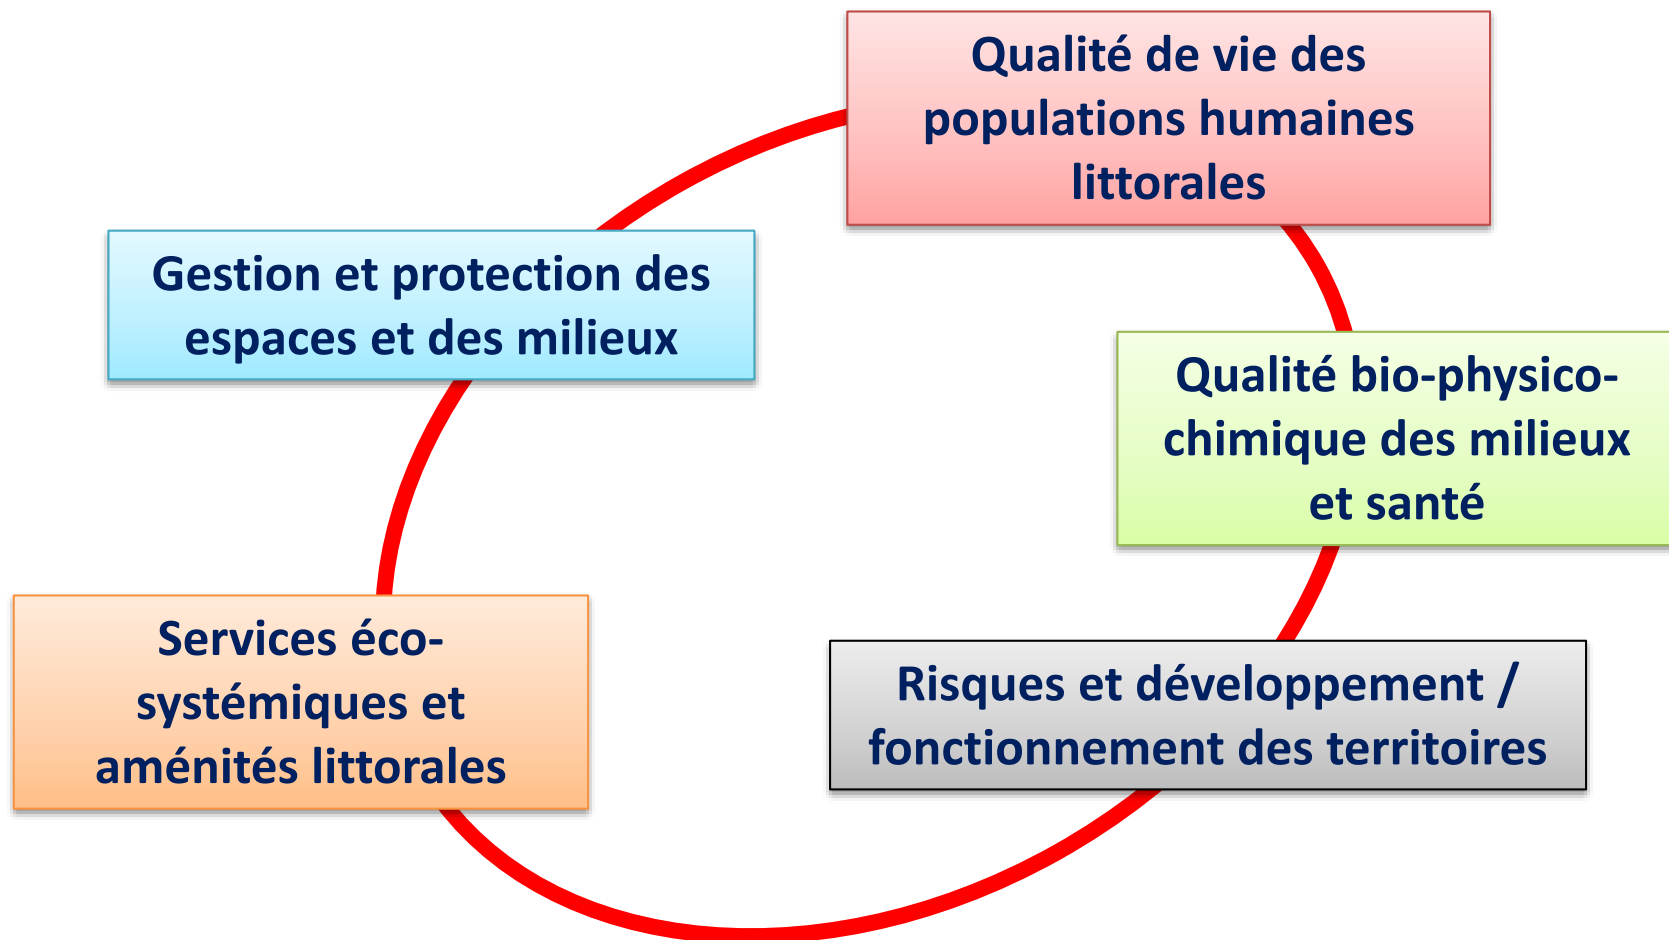 Qualité de vie des
populations humaines
littorales
Gestion et protection des
espaces et des milieux
Qualité bio-physico-
chimique des milieux
et santé
Services éco-
systémiques et
aménités littorales
Risques et développement /
fonctionnement des territoires